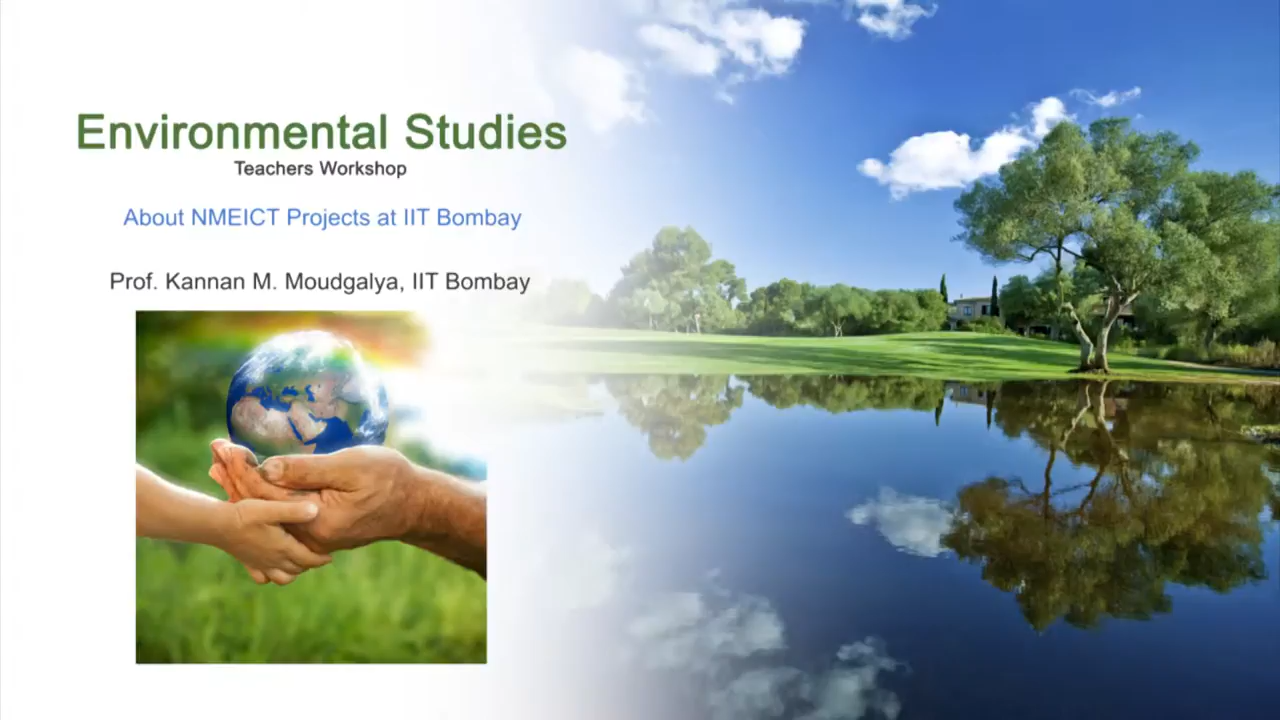 Environmental Studies
Teachers Workshop
About NMEICT Projects at IIT Bombay
Prof. Kannan M. Moudgalya, IIT Bombay